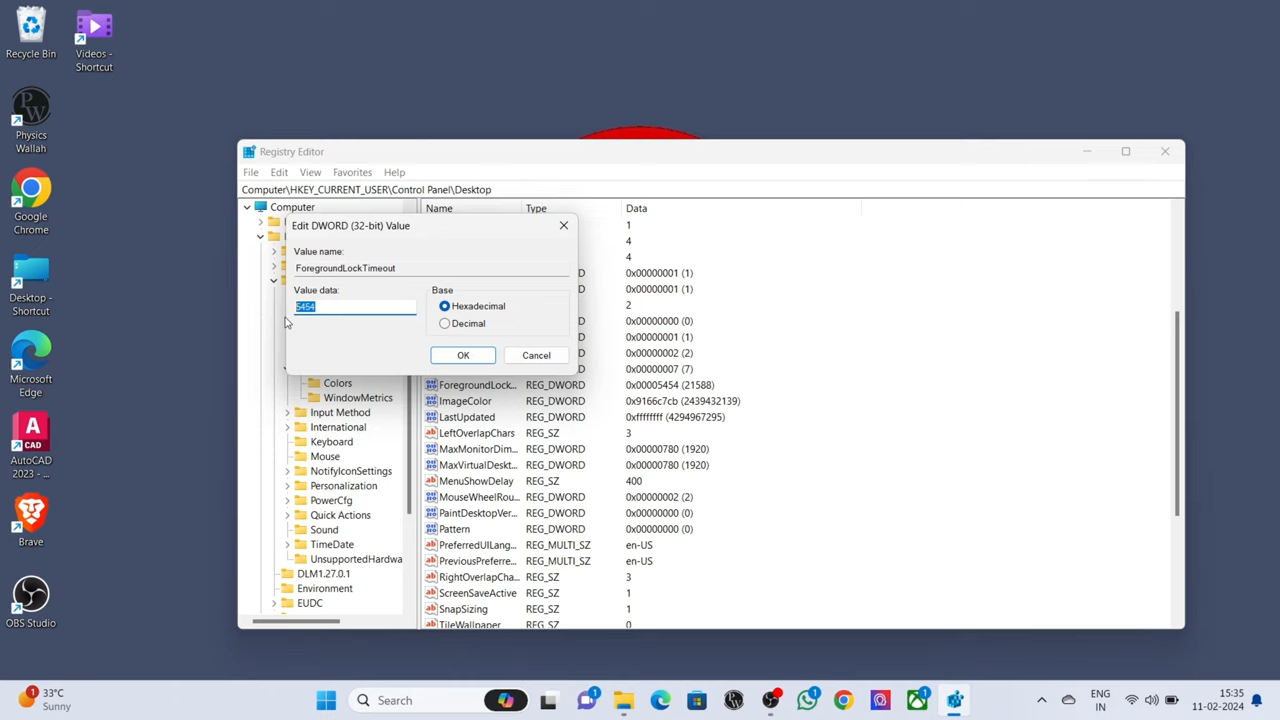 Recycle Bin
Videos -
Shortcut
Physics
Wallah
Google
Chrome
Desktop -
Shortcut
Microsoft
Edge
A CAD
AutoCAD
2023 - ...
Brave
OBS Studio
Registry Editor
File Edit View Favorites Help
Computer\HKEY_CURRENT_USER\Control Panel\Desktop
Computer
Colors
WindowMetrics
Input Method
International
Keyboard
Mouse
NotifyIconSettings
Personalization
PowerCfg
Quick Actions
Sound
TimeDate
UnsupportedHardwa
DLM1.27.0.1
Environment
EUDC
Edit DWORD (32-bit) Value
Value name:
ForegroundLockTimeout
Value data:
5454
Base
Hexadecimal
Decimal
OK Cancel
Name Type Data
1
4
4
D 0x00000001 (1)
D 0x00000001 (1)
2
D 0x00000000 (0)
D 0x00000001 (1)
D 0x00000002 (2)
D 0x00000007 (7)
ForegroundLock... REG_DWORD 0x00005454 (21588)
ImageColor REG_DWORD 0x9166c7cb (2439432139)
LastUpdated REG_DWORD 0xffffffff (4294967295)
LeftOverlapChars REG_SZ 3
MaxMonitorDim... REG_DWORD 0x00000780 (1920)
MaxVirtualDeskt... REG_DWORD 0x00000780 (1920)
MenuShowDelay REG_SZ 400
MouseWheelRou... REG_DWORD 0x00000002 (2)
PaintDesktopVer... REG_DWORD 0x00000000 (0)
Pattern REG_DWORD 0x00000000 (0)
PreferredUILang... REG_MULTI_SZ en-US
PreviousPreferre... REG_MULTI_SZ en-US
RightOverlapCha... REG_SZ 3
ScreenSaveActive REG_SZ 1
SnapSizing REG_SZ 1
TileWallpaper REG_SZ 0
1
33°C
Sunny
Search
1
1
1
ENG
IN
15:35
11-02-2024